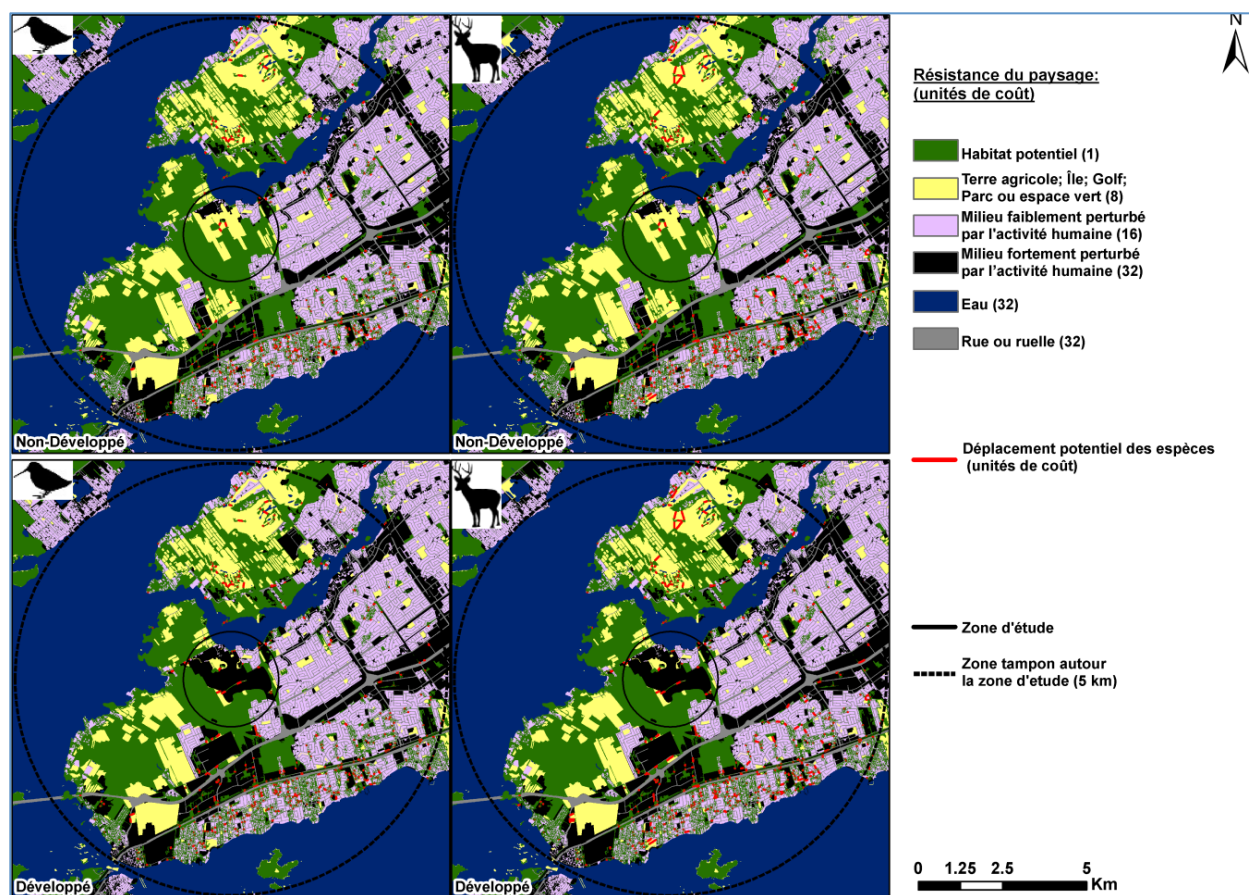 Non-Développé
Non-Développé
Développé
Développé
N
Résistance du paysage:
(unités de coût)
Habitat potentiel (1)
Terre agricole; Île; Golf;
Parc ou espace vert (8)
Milieu faiblement perturbé
par l'activité humaine (16)
Milieu fortement perturbé
par l'activité humaine (32)
Eau (32)
Rue ou ruelle (32)
Déplacement potentiel des espèces
(unités de coût)
Zone d'étude
Zone tampon autour
la zone d'etude (5 km)
0 1.25 2.5 5
Km